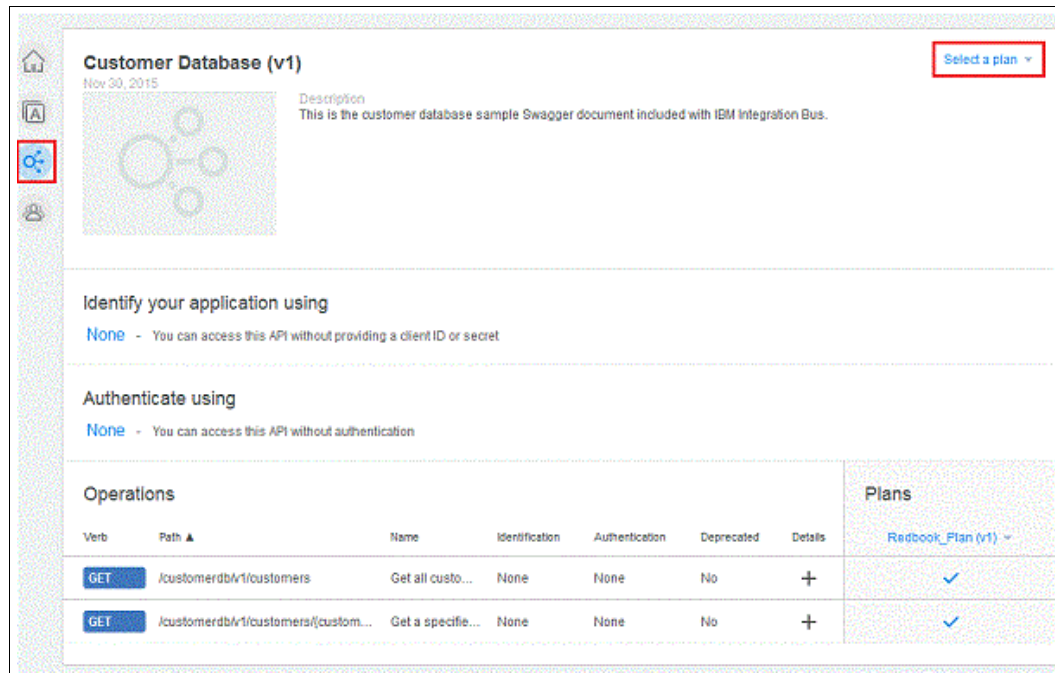 Customer Database (v1)
Select a plan
Nov 30, 2015
Description
This is the customer database sample Swagger document included with IBM Integration Bus.
A
Identify your application using
None - You can access this API without providing a client ID or secret
Authenticate using
None - You can access this API without authentication
Operations
Plans
Verb Path ▲ Name Identification Authentication Deprecated Details Redbook_Plan (v1)
GET /customerdb/v1/customers Get all custo... None None No +
GET /customerdb/v1/customers/{custom... Get a specifie... None None No +